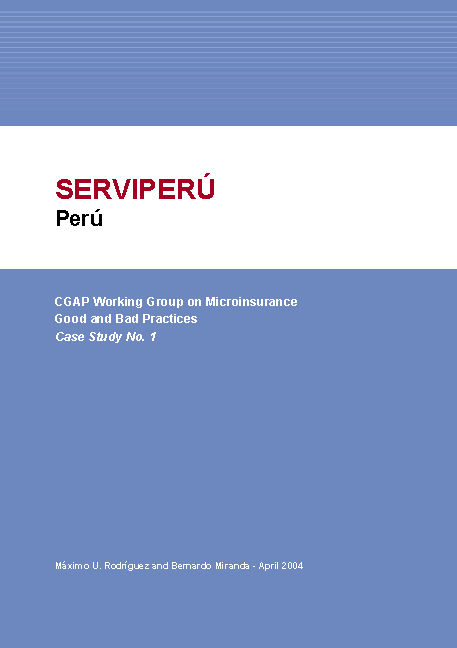 SERVIPERÚ
Perú
CGAP Working Group on Microinsurance
Good and Bad Practices
Case Study No. 1
Máximo U. Rodríguez and Bernardo Miranda - April 2004